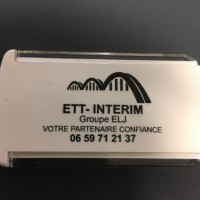 ETT- INTERIM
Groupe ELJ
VOTRE PARTENAIRE CONFIANCE
06 59 71 21 37